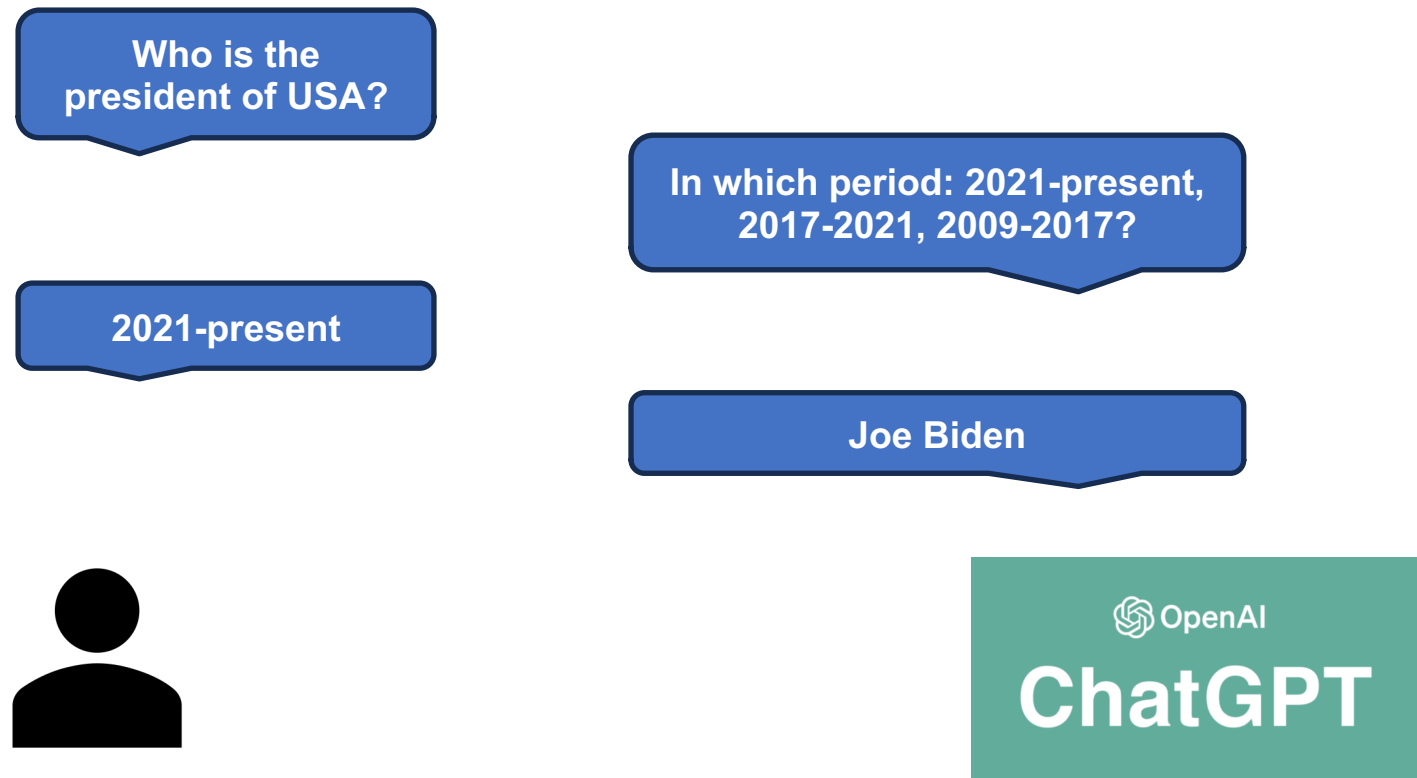 Who is the
president of USA?
In which period: 2021-present,
2017-2021, 2009-2017?
2021-present
Joe Biden
OpenAI
ChatGPT